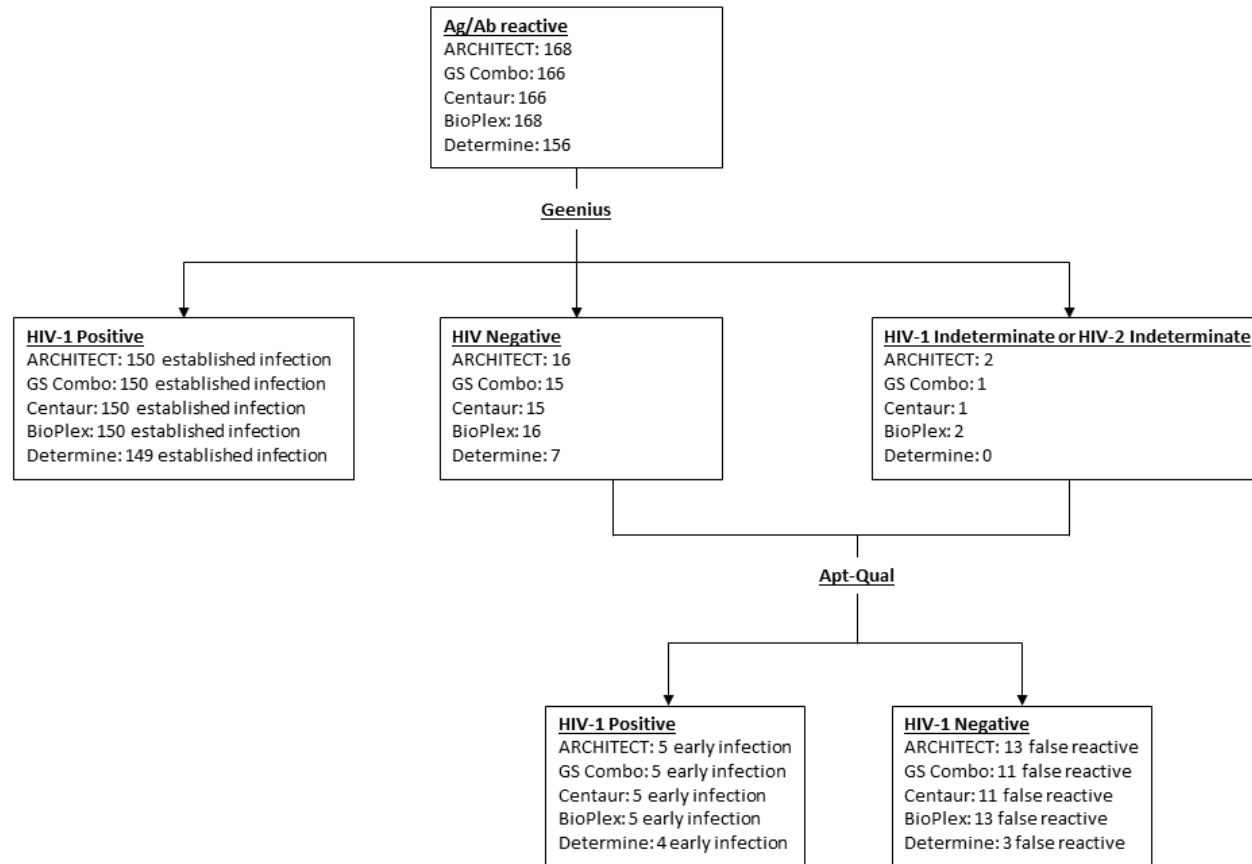 Ag/Ab reactive
ARCHITECT: 168
GS Combo: 166
Centaur: 166
BioPlex: 168
Determine: 156
Geenius
HIV-1 Positive
ARCHITECT: 150 established infection
GS Combo: 150 established infection
Centaur: 150 established infection
BioPlex: 150 established infection
Determine: 149 established infection
HIV Negative
ARCHITECT: 16
GS Combo: 15
Centaur: 15
BioPlex: 16
Determine: 7
HIV-1 Indeterminate or HIV-2 Indeterminate
ARCHITECT: 2
GS Combo: 1
Centaur: 1
BioPlex: 2
Determine: 0
Apt-Qual
HIV-1 Positive
ARCHITECT: 5 early infection
GS Combo: 5 early infection
Centaur: 5 early infection
BioPlex: 5 early infection
Determine: 4 early infection
HIV-1 Negative
ARCHITECT: 13 false reactive
GS Combo: 11 false reactive
Centaur: 11 false reactive
BioPlex: 13 false reactive
Determine: 3 false reactive